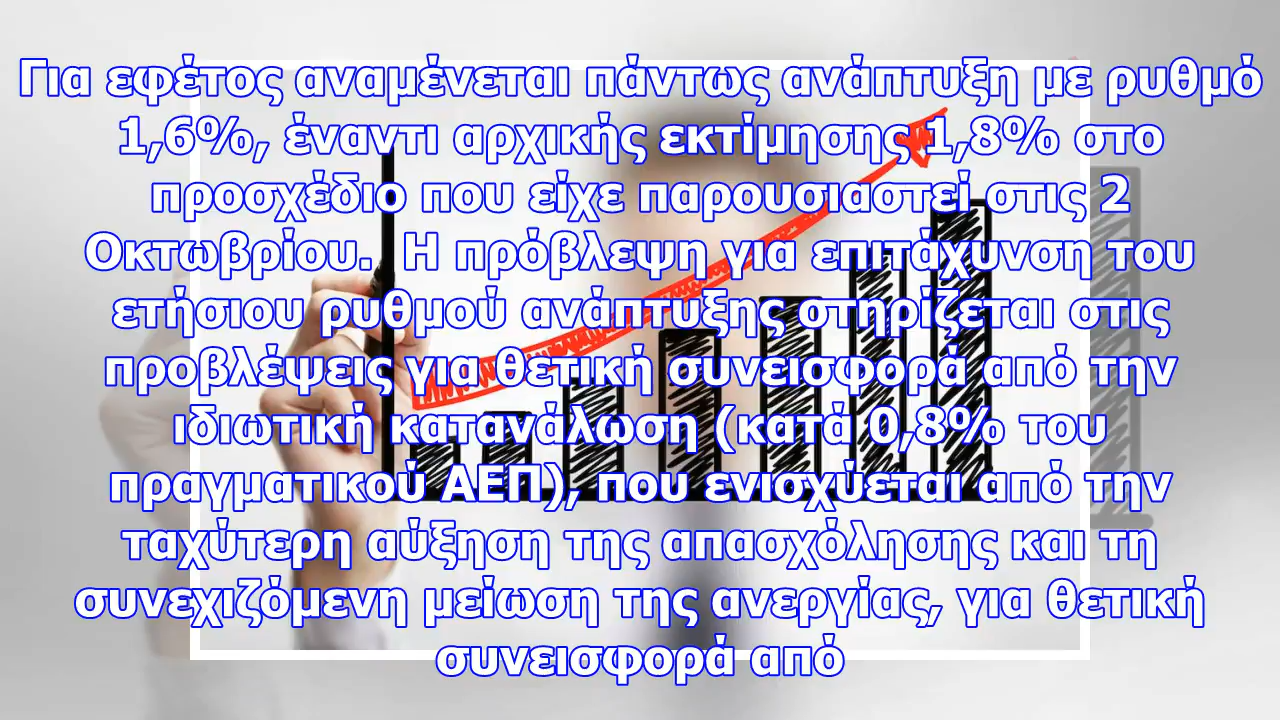 Για εφέτος αναμένεται πάντως ανάπτυξη με ρυθμό
1,6%, έναντι αρχικής εκτίμησης 1,8% στο
προσχέδιο που είχε παρουσιαστεί στις 2
Οκτωβρίου.  Η πρόβλεψη για επιτάχυνση του
ετήσιου ρυθμού ανάπτυξης στηρίζεται στις
προβλέψεις για θετική συνεισφορά από την
ιδιωτική κατανάλωση (κατά 0,8% του
πραγματικού ΑΕΠ), που ενισχύεται από την
ταχύτερη αύξηση της απασχόλησης και τη
συνεχιζόμενη μείωση της ανεργίας, για θετική
συνεισφορά από